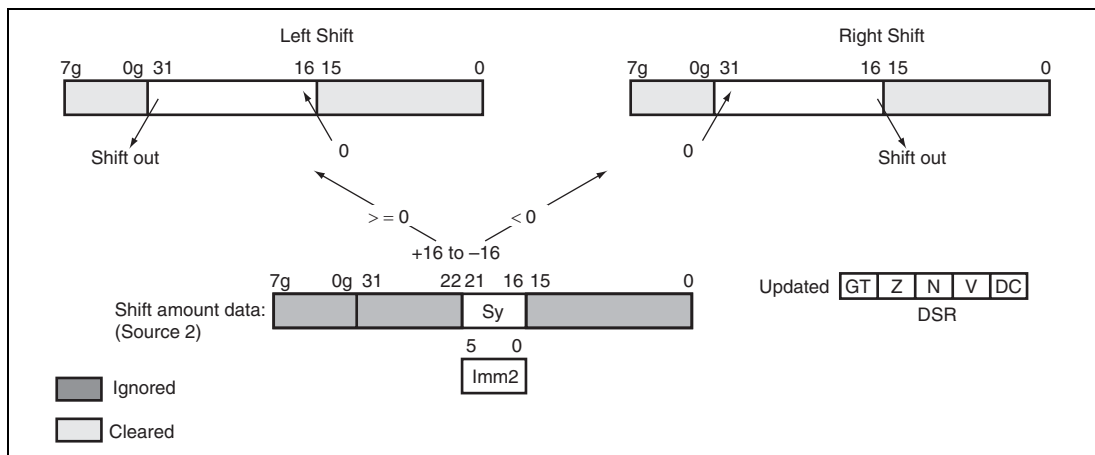 Left Shift
Right Shift
7g 0g 31 16 15 0
7g 0g 31 16 15 0
Shift out
0
0
Shift out
> = 0
< 0
+16 to –16
7g 0g 31 22 21 16 15 0
Shift amount data:
(Source 2)
Sy
5 0
Imm2
Updated GT Z N V DC
DSR
Ignored
Cleared